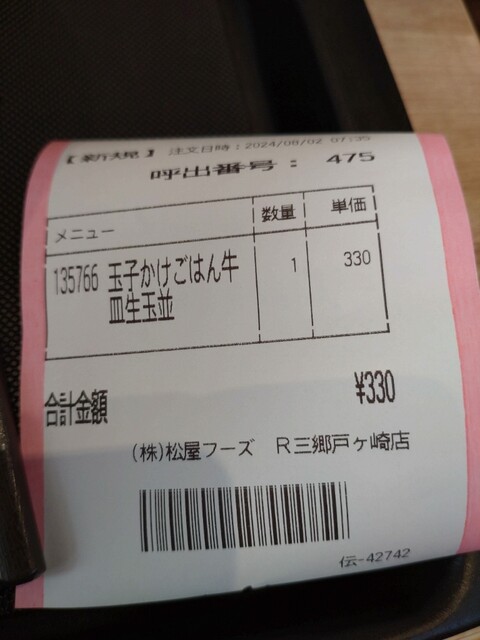 【新規】 注文日時：2024/08/02 07:35
呼出番号： 475
メニュー 数量 単価
135766 玉子かけごはん牛 1 330
皿生玉並
合計金額 ¥330
(株)松屋フーズ R三郷戸ヶ崎店
伝-42742